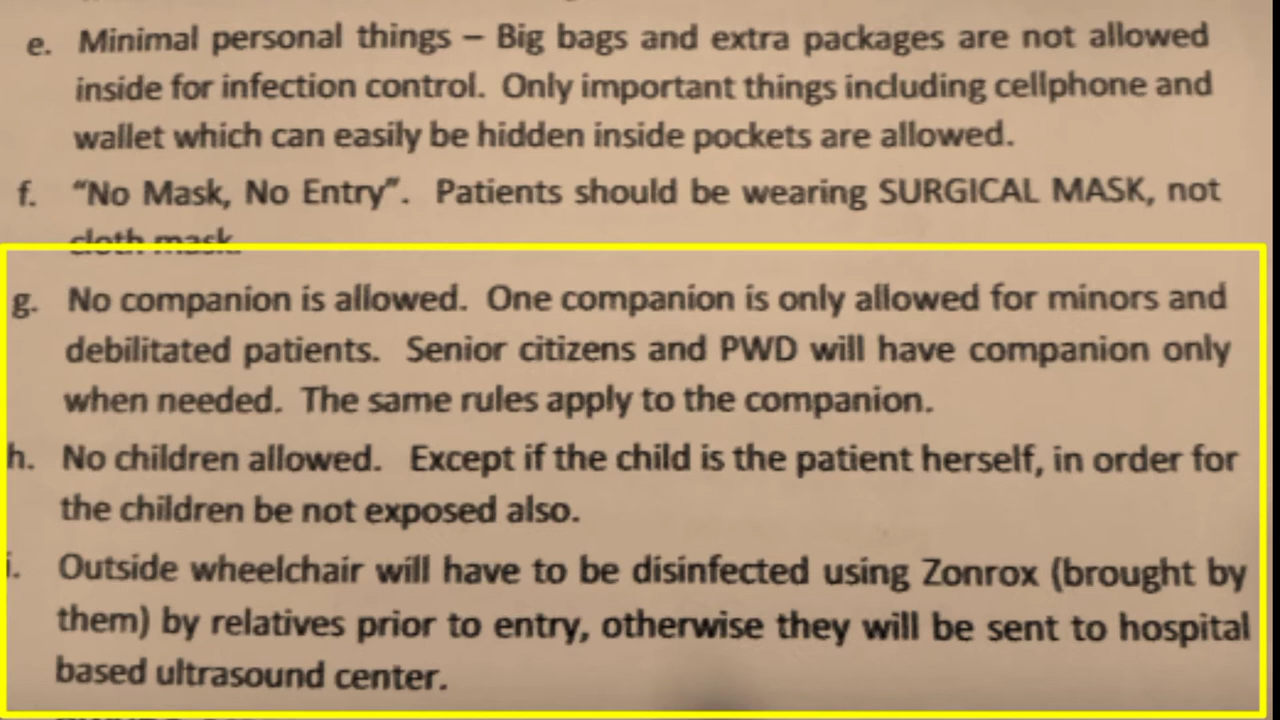 e. Minimal personal things – Big bags and extra packages are not allowed
inside for infection control. Only important things including cellphone and
wallet which can easily be hidden inside pockets are allowed.
f. “No Mask, No Entry”. Patients should be wearing SURGICAL MASK, not
cloth mask.
g. No companion is allowed. One companion is only allowed for minors and
debilitated patients. Senior citizens and PWD will have companion only
when needed. The same rules apply to the companion.
h. No children allowed. Except if the child is the patient herself, in order for
the children be not exposed also.
i. Outside wheelchair will have to be disinfected using Zonrox (brought by
them) by relatives prior to entry, otherwise they will be sent to hospital
based ultrasound center.